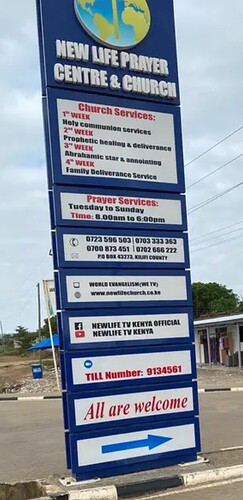 NEW LIFE PRAYER
CENTRE & CHURCH
Church Services:
1st WEEK
Holy communion services
2nd WEEK
Prophetic healing & deliverance
3rd WEEK
Abrahamic star & annointing
4th WEEK
Family Deliverance Service
Prayer Services:
Tuesday to Sunday
Time: 8.00am to 6:00pm
0723 596 503 0703 333 363
0700 873 451 0702 666 222
P.O BOX 43273, KILIFI COUNTY
WORLD EVANGELISM(WE TV)
www.newlifechurch.co.ke
NEWLIFE TV KENYA OFFICIAL
NEWLIFE TV KENYA
TILL Number: 9134561
All are welcome